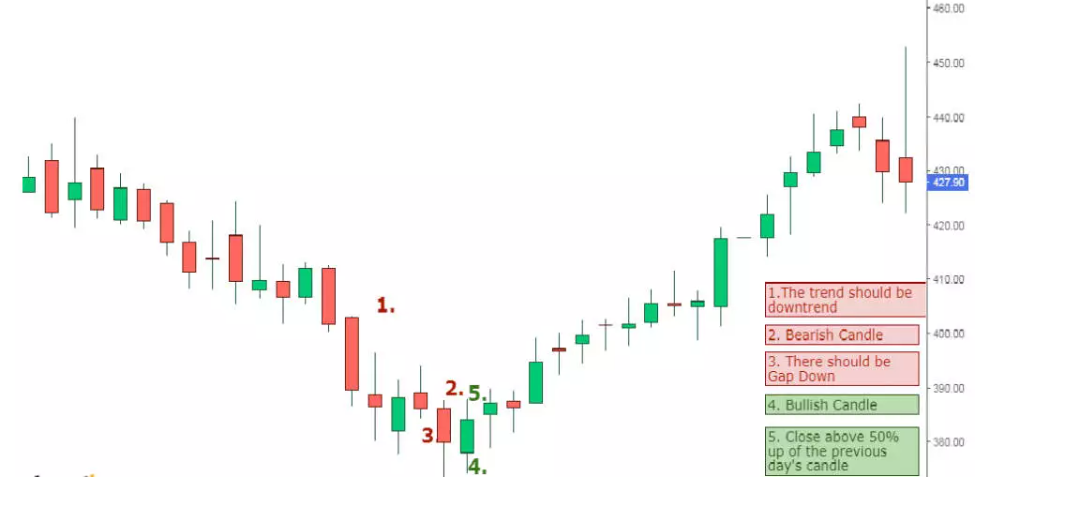 460.00
450.00
440.00
430.00
427.90
420.00
410.00
1.
1.The trend should be
downtrend
400.00
2. Bearish Candle
3. There should be
Gap Down
390.00
2.
5.
4. Bullish Candle
3.
380.00
5. Close above 50%
up of the previous
day's candle
4.